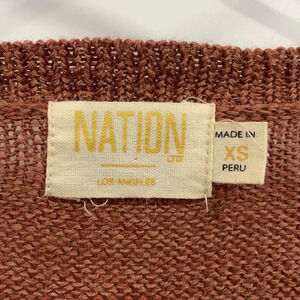 NATION
LTD
LOS ANGELES
MADE IN
XS
PERU